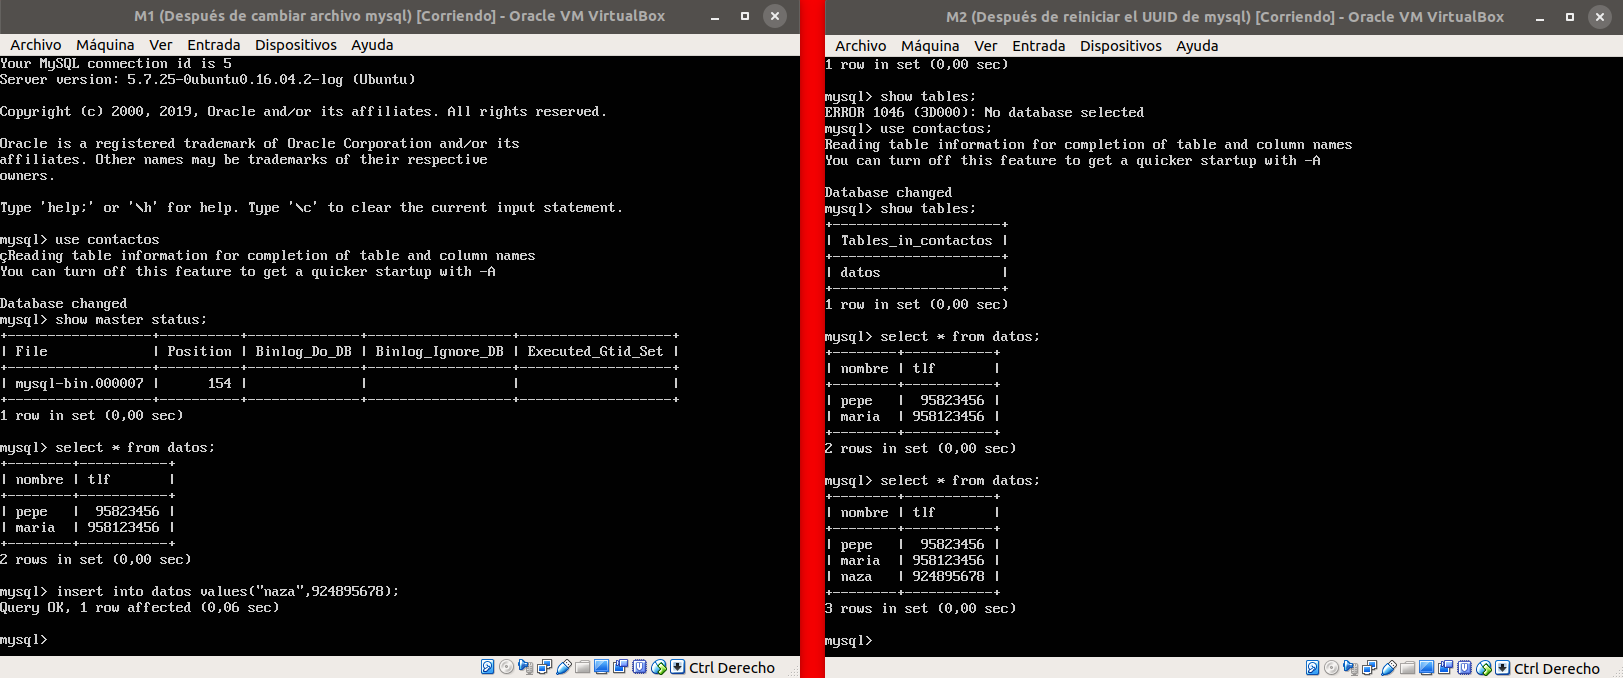 M1 (Después de cambiar archivo mysql) [Corriendo] - Oracle VM VirtualBox
Archivo Máquina Ver Entrada Dispositivos Ayuda
Your MySQL connection id is 5
Server version: 5.7.25-0ubuntu0.16.04.2-log (Ubuntu)
Copyright (c) 2000, 2019, Oracle and/or its affiliates. All rights reserved.
Oracle is a registered trademark of Oracle Corporation and/or its
affiliates. Other names may be trademarks of their respective
owners.
Type 'help;' or '\h' for help. Type '\c' to clear the current input statement.
mysql> use contactos
çReading table information for completion of table and column names
You can turn off this feature to get a quicker startup with -A
Database changed
mysql> show master status;
+------------------+----------+--------------+------------------+-------------------+
| File | Position | Binlog_Do_DB | Binlog_Ignore_DB | Executed_Gtid_Set |
+------------------+----------+--------------+------------------+-------------------+
| mysql-bin.000007 | 154 | | | |
+------------------+----------+--------------+------------------+-------------------+
1 row in set (0,00 sec)
mysql> select * from datos;
+--------+-----------+
| nombre | tlf |
+--------+-----------+
| pepe | 95823456 |
| maria | 958123456 |
+--------+-----------+
2 rows in set (0,00 sec)
mysql> insert into datos values("naza",924895678);
Query OK, 1 row affected (0,06 sec)
mysql>
Ctrl Derecho
M2 (Después de reiniciar el UUID de mysql) [Corriendo] - Oracle VM VirtualBox
Archivo Máquina Ver Entrada Dispositivos Ayuda
1 row in set (0,00 sec)
mysql> show tables;
ERROR 1046 (3D000): No database selected
mysql> use contactos;
Reading table information for completion of table and column names
You can turn off this feature to get a quicker startup with -A
Database changed
mysql> show tables;
+---------------------+
| Tables_in_contactos |
+---------------------+
| datos |
+---------------------+
1 row in set (0,00 sec)
mysql> select * from datos;
+--------+-----------+
| nombre | tlf |
+--------+-----------+
| pepe | 95823456 |
| maria | 958123456 |
+--------+-----------+
2 rows in set (0,00 sec)
mysql> select * from datos;
+--------+-----------+
| nombre | tlf |
+--------+-----------+
| pepe | 95823456 |
| maria | 958123456 |
| naza | 924895678 |
+--------+-----------+
3 rows in set (0,00 sec)
mysql>
Ctrl Derecho